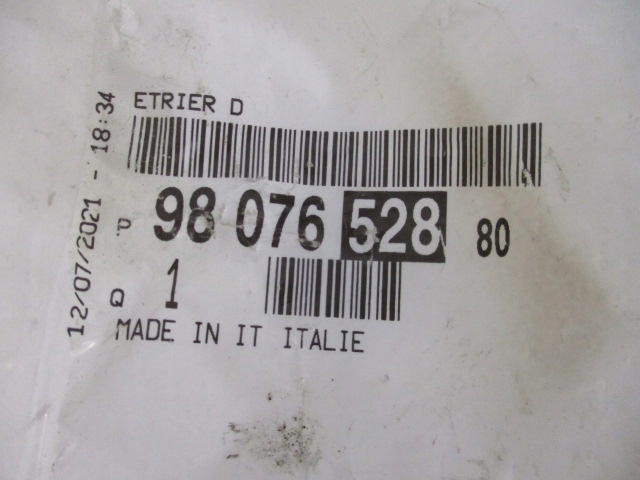 ETRIER D
P 98 076 528 80
Q 1
MADE IN IT ITALIE
12/07/2021 - 18:34